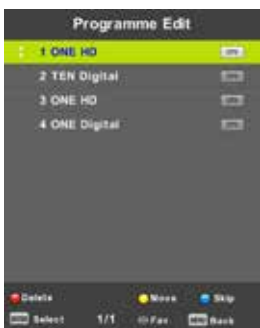 Programme Edit
1 ONE HD
2 TEN Digital
3 ONE HD
4 ONE Digital
Delete Move Skip
Select 1/1 Fav Back